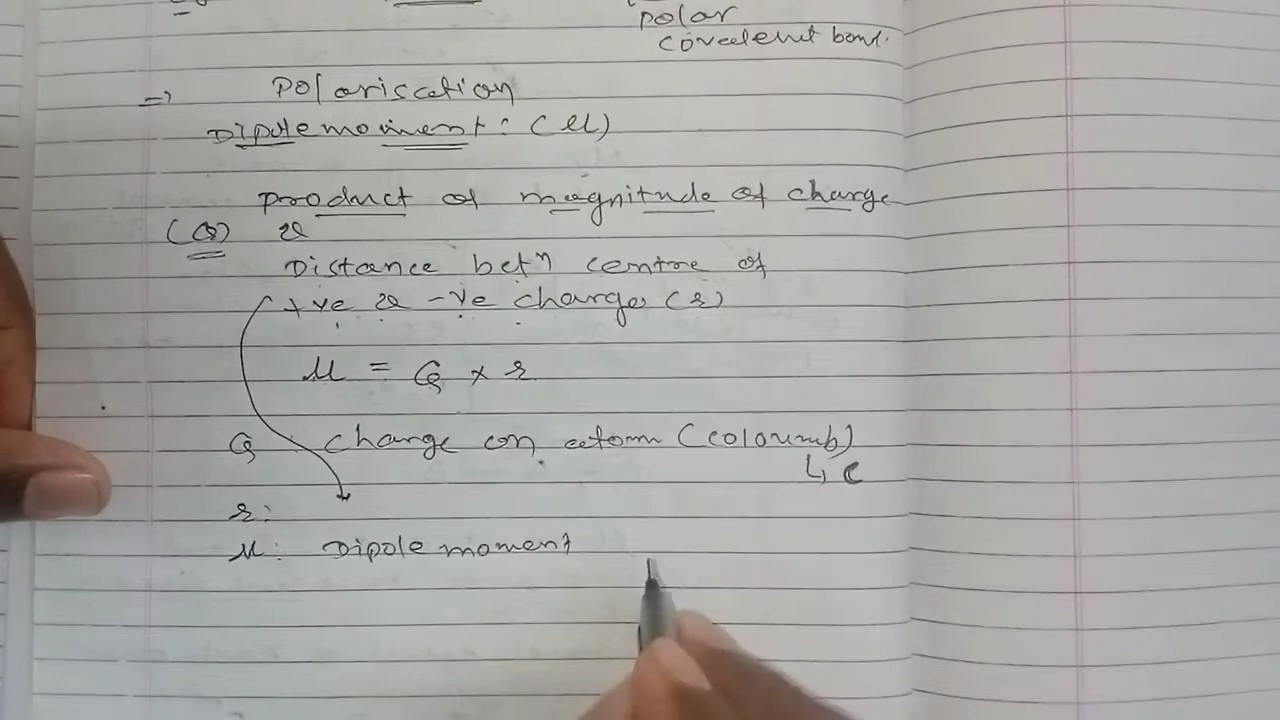 polar
covalent bond.
=> Polarisation
Dipole moment : (μ)
product of magnitude of charge
(Q) &
Distance betn centre of
+ve & -ve charges (r)
μ = Q × r
Q charge on atom (coloumb)
↳ C
r:
μ: Dipole moment